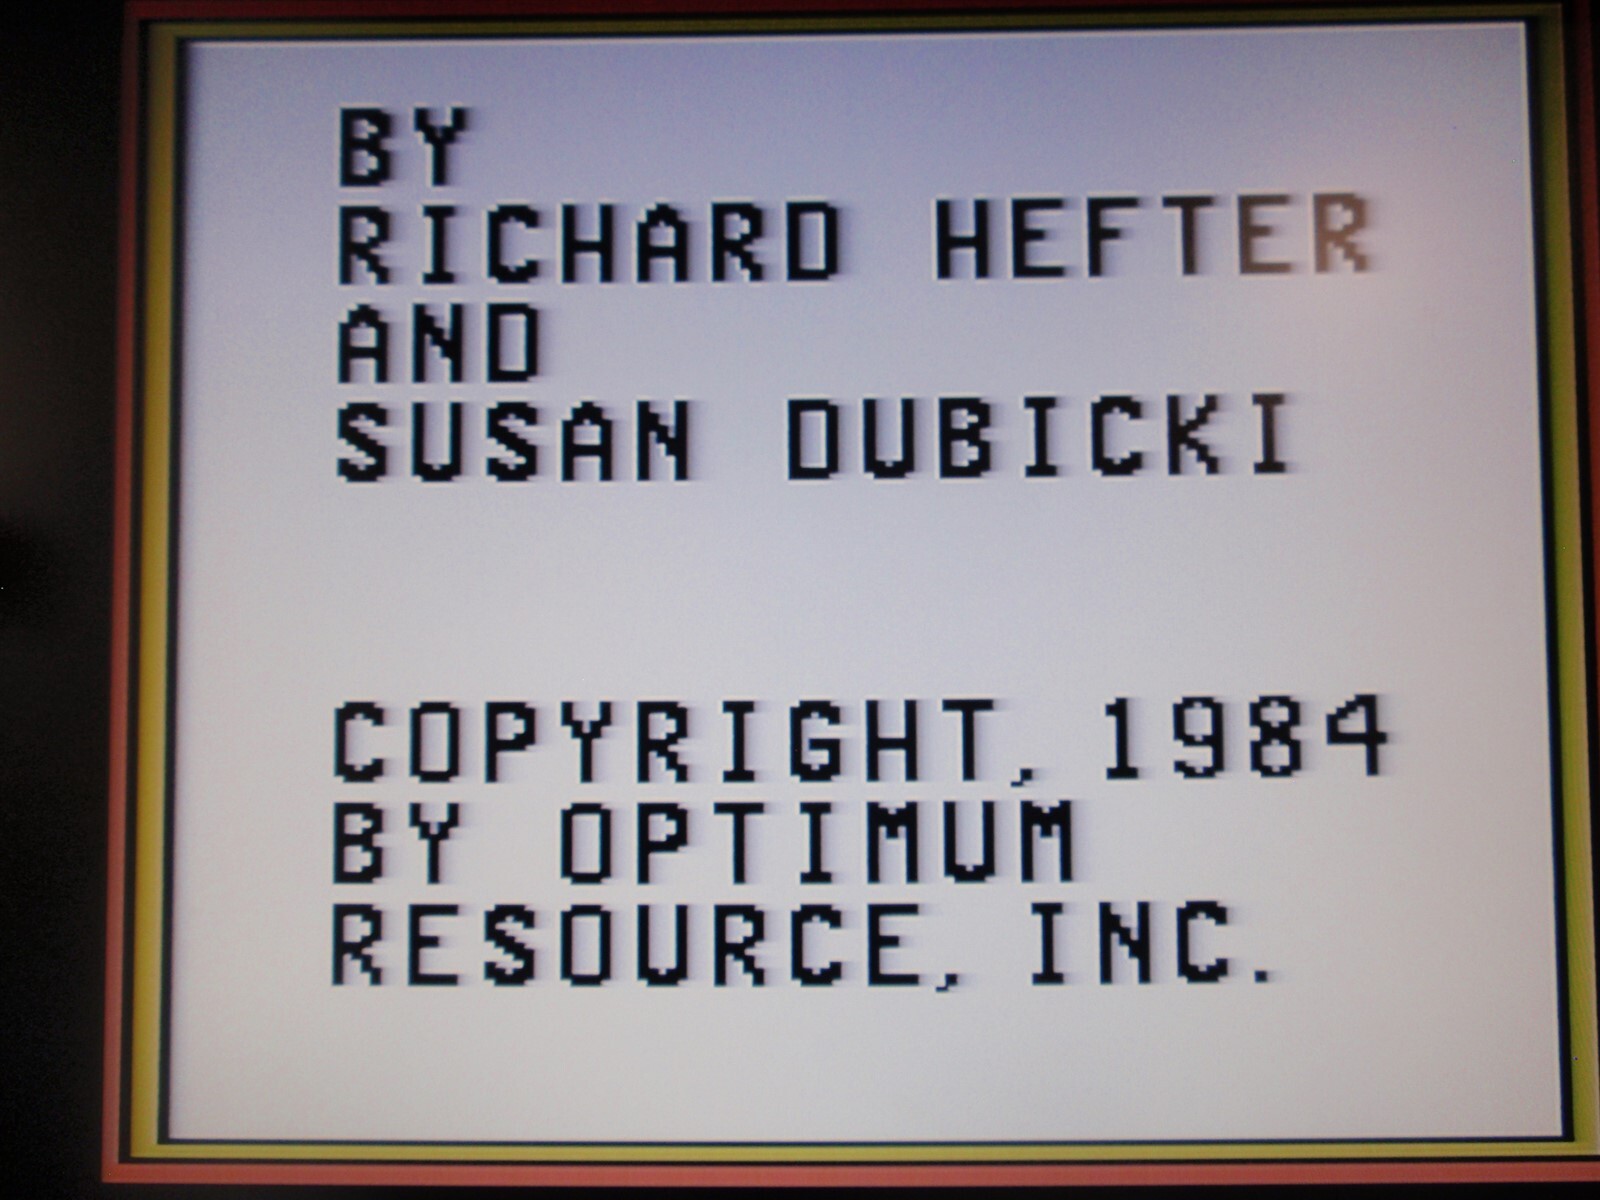 BY
RICHARD HEFTER
AND
SUSAN DUBICKI
COPYRIGHT, 1984
BY OPTIMUM
RESOURCE, INC.